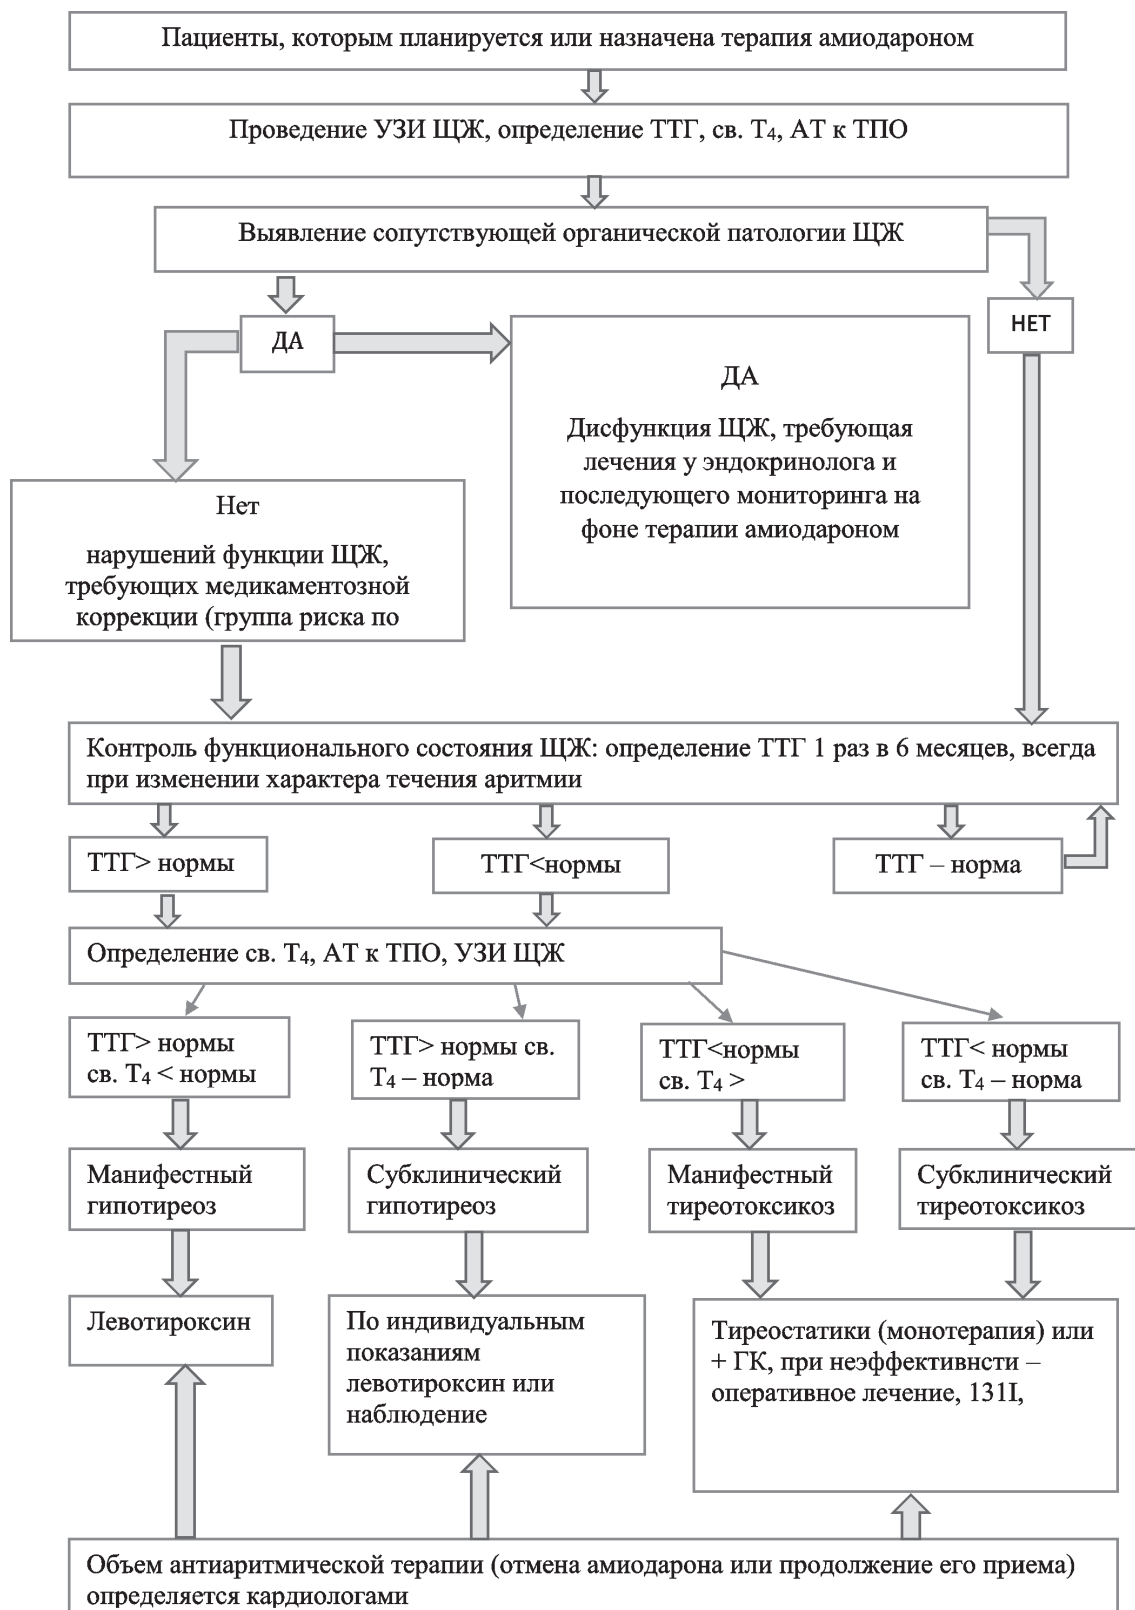 Пациенты, которым планируется или назначена терапия амиодароном
Проведение УЗИ ЩЖ, определение ТТГ, св. Т₄, АТ к ТПО
Выявление сопутствующей органической патологии ЩЖ
ДА
НЕТ
ДА
Дисфункция ЩЖ, требующая
лечения у эндокринолога и
последующего мониторинга на
фоне терапии амиодароном
Нет
нарушений функции ЩЖ,
требующих медикаментозной
коррекции (группа риска по
Контроль функционального состояния ЩЖ: определение ТТГ 1 раз в 6 месяцев, всегда
при изменении характера течения аритмии
ТТГ> нормы
ТТГ<нормы
ТТГ – норма
Определение св. Т₄, АТ к ТПО, УЗИ ЩЖ
ТТГ> нормы
св. Т₄ < нормы
ТТГ> нормы св.
Т₄ – норма
ТТГ<нормы
св. Т₄ >
ТТГ< нормы
св. Т₄ – норма
Манифестный
гипотиреоз
Субклинический
гипотиреоз
Манифестный
тиреотоксикоз
Субклинический
тиреотоксикоз
Левотироксин
По индивидуальным
показаниям
левотироксин или
наблюдение
Тиреостатики (монотерапия) или
+ ГК, при неэффективнсти –
оперативное лечение, 131I,
Объем антиаритмической терапии (отмена амиодарона или продолжение его приема)
определяется кардиологами